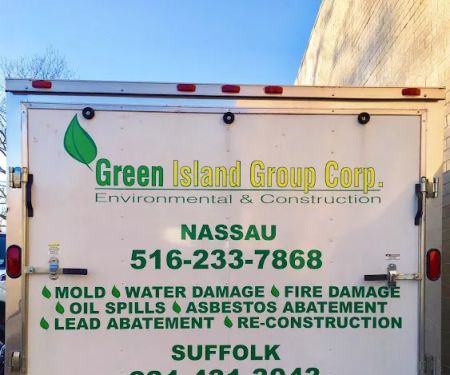 Green Island Group Corp.
Environmental & Construction
NASSAU
516-233-7868
MOLD WATER DAMAGE FIRE DAMAGE
OIL SPILLS ASBESTOS ABATEMENT
LEAD ABATEMENT RE-CONSTRUCTION
SUFFOLK